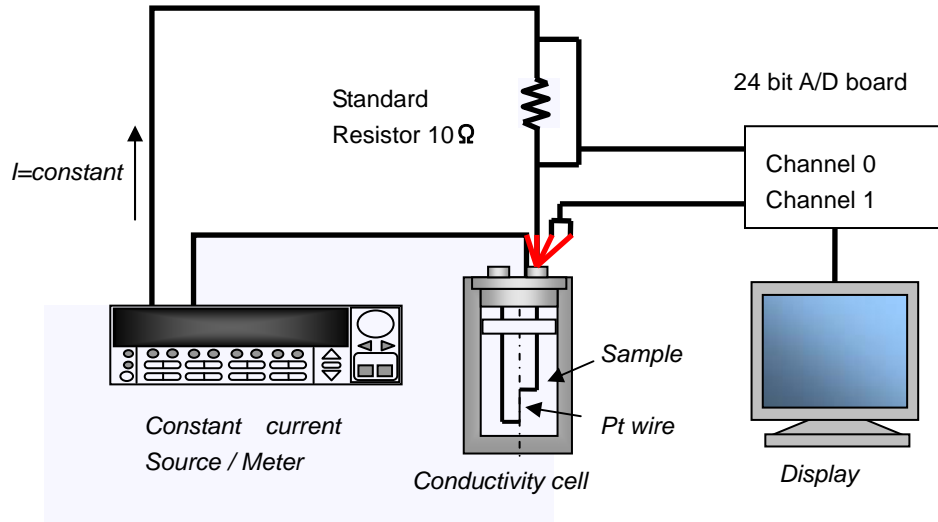 24 bit A/D board
Standard
Resistor 10Ω
I=constant
Channel 0
Channel 1
Sample
Pt wire
Constant current
Source / Meter
Conductivity cell
Display